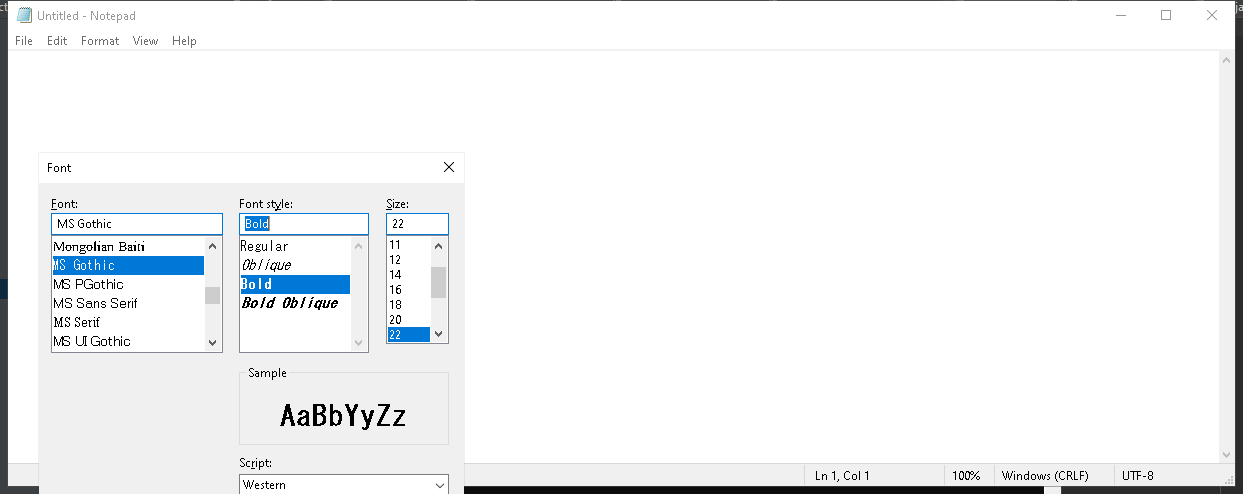 Untitled - Notepad
File Edit Format View Help
Font
Font: Font style: Size:
MS Gothic Bold 22
Mongolian Baiti
MS Gothic
MS PGothic
MS Sans Serif
MS Serif
MS UI Gothic
Regular
Oblique
Bold
Bold Oblique
11
12
14
16
18
20
22
Sample
AaBbYyZz
Script:
Western
Ln 1, Col 1 100% Windows (CRLF) UTF-8